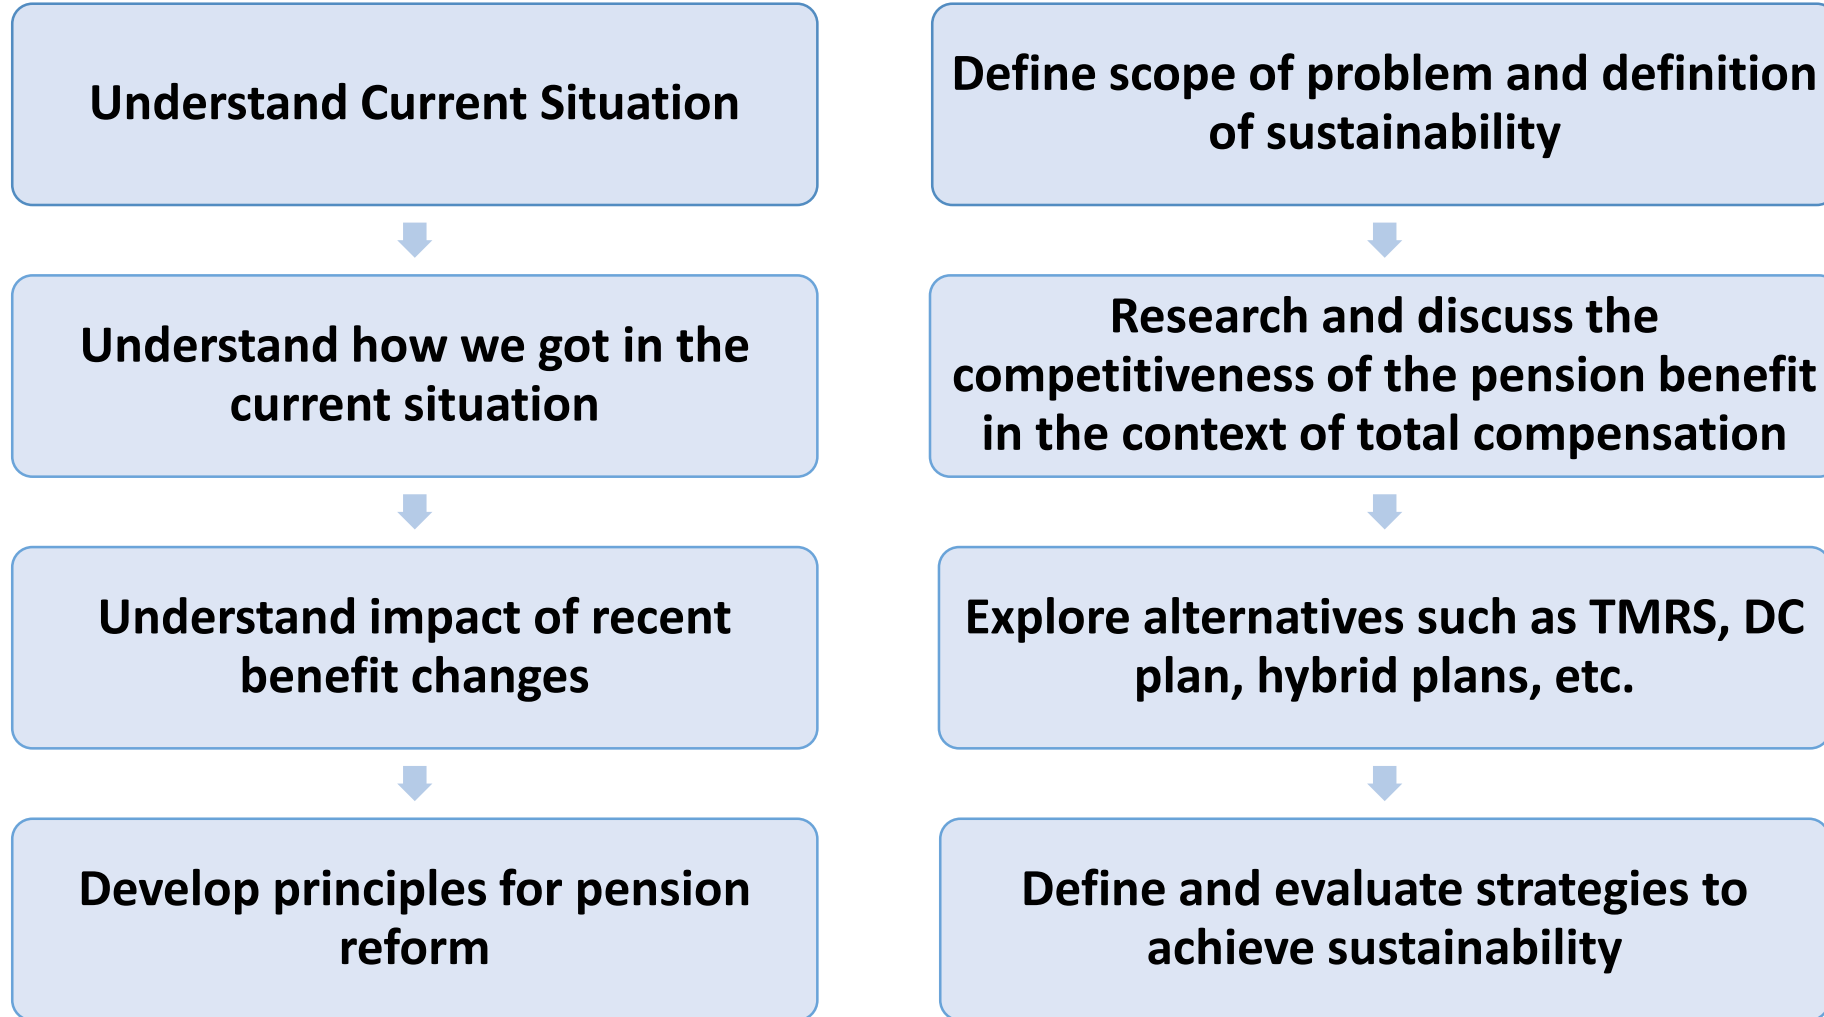 Understand Current Situation
Understand how we got in the
current situation
Understand impact of recent
benefit changes
Develop principles for pension
reform
Define scope of problem and definition
of sustainability
Research and discuss the
competitiveness of the pension benefit
in the context of total compensation
Explore alternatives such as TMRS, DC
plan, hybrid plans, etc.
Define and evaluate strategies to
achieve sustainability